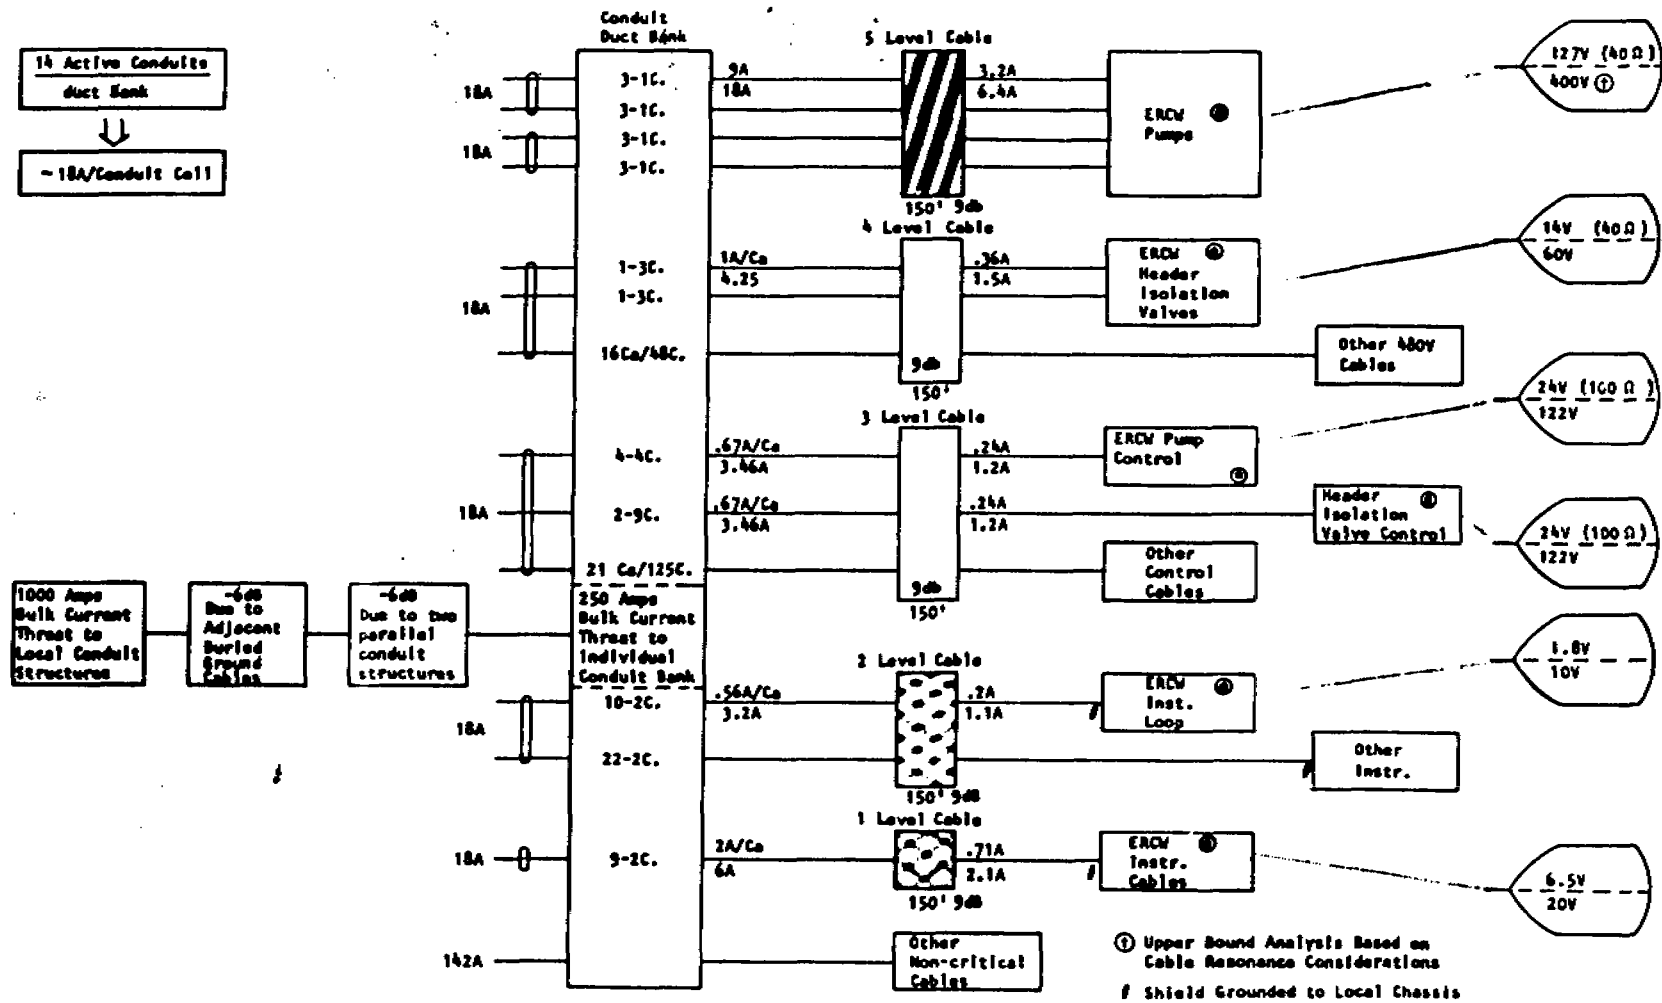 14 Active Conduits
duct Bank
~18A/Conduit Cell
Conduit
Duct Bank
18A
3-1C.
3-1C.
18A
3-1C.
3-1C.
9A
18A
5 Level Cable
150' 9db
3.2A
6.4A
ERCW
Pumps
127V (40Ω)
400V
18A
1-3C.
1-3C.
16Ca/48C.
1A/Ca
4.25
4 Level Cable
9db
150'
.36A
1.5A
ERCW
Header
Isolation
Valves
14V (40Ω)
60V
Other 480V
Cables
18A
4-4C.
2-9C.
21 Ca/125C.
.67A/Ca
3.46A
.67A/Ca
3.46A
3 Level Cable
9db
150'
.24A
1.2A
.24A
1.2A
ERCW Pump
Control
24V (100Ω)
122V
Header
Isolation
Valve Control
24V (100Ω)
122V
Other
Control
Cables
1000 Amps
Bulk Current
Threat to
Local Conduit
Structures
-6dB
Due to
Adjacent
Buried
Ground
Cables
-6dB
Due to two
parallel
conduit
structures
250 Amps
Bulk Current
Threat to
Individual
Conduit Bank
18A
10-2C.
22-2C.
.56A/Ca
3.2A
2 Level Cable
150' 9dB
.2A
1.1A
ERCW
Inst.
Loop
1.8V
10V
Other
Instr.
18A
9-2C.
2A/Ca
6A
1 Level Cable
150' 9dB
.71A
2.1A
ERCW
Instr.
Cables
6.5V
20V
142A
Other
Non-critical
Cables
Upper Bound Analysis Based on
Cable Resonance Considerations
Shield Grounded to Local Chassis